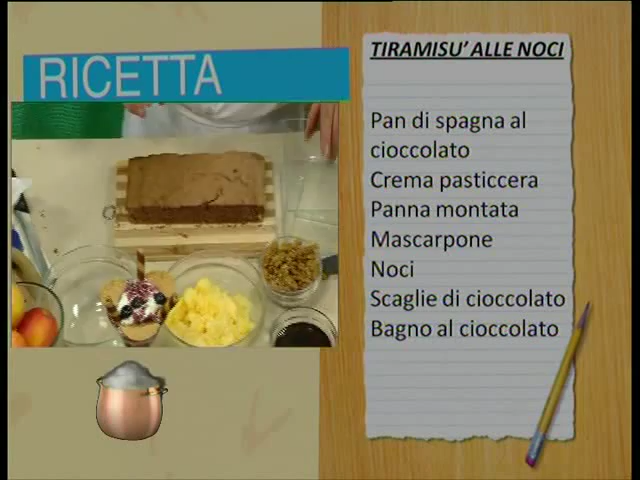 RICETTA
TIRAMISU' ALLE NOCI
Pan di spagna al
cioccolato
Crema pasticcera
Panna montata
Mascarpone
Noci
Scaglie di cioccolato
Bagno al cioccolato